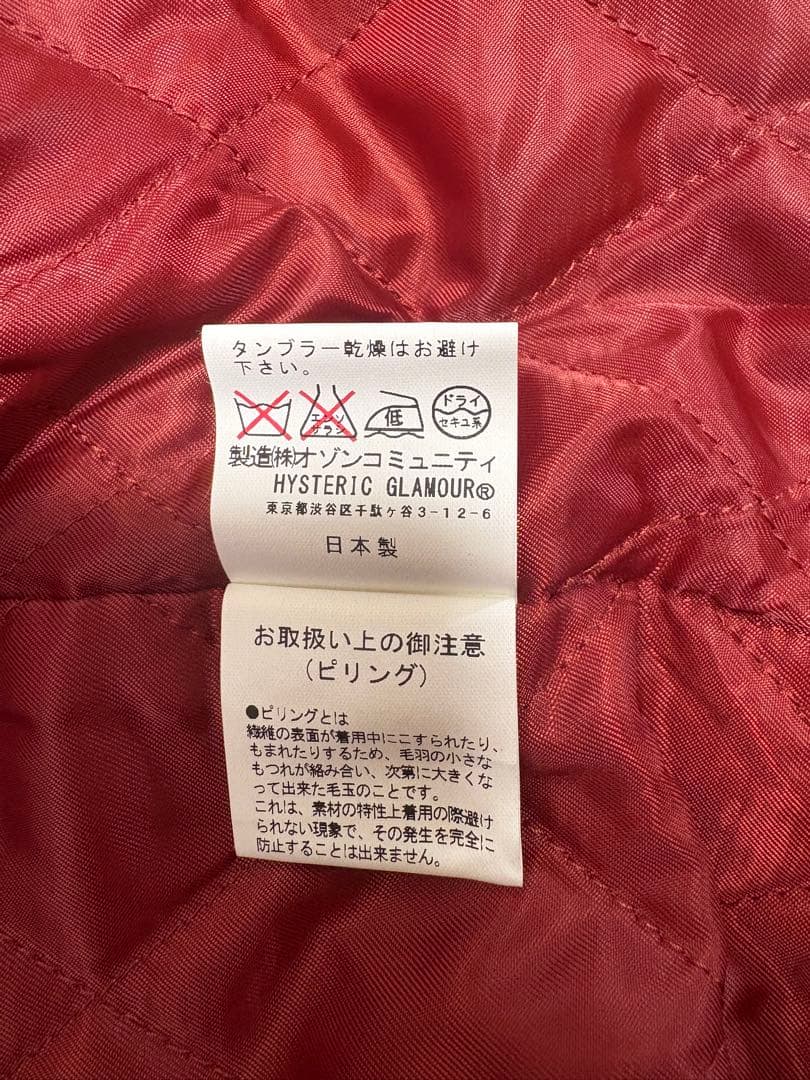 タンブラー乾燥はお避け
下さい。
エンソ
サラシ
低
ドライ
セキユ系
製造(株)オゾンコミュニティ
HYSTERIC GLAMOUR®
東京都渋谷区千駄ヶ谷3-12-6
日本製
お取扱い上の御注意
(ピリング)
●ピリングとは
繊維の表面が着用中にこすられたり、
もまれたりするため、毛羽の小さな
もつれが絡み合い、次第に大きくな
って出来た毛玉のことです。
これは、素材の特性上着用の際避け
られない現象で、その発生を完全に
防止することは出来ません。